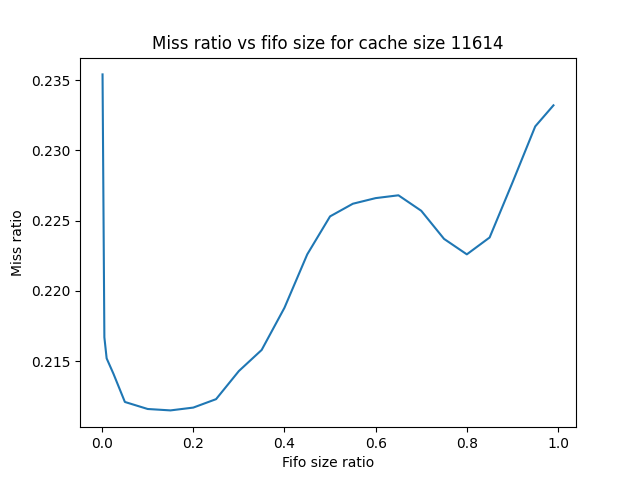 Miss ratio vs fifo size for cache size 11614
0.235
0.230
0.225
0.220
0.215
Miss ratio
0.0 0.2 0.4 0.6 0.8 1.0
Fifo size ratio